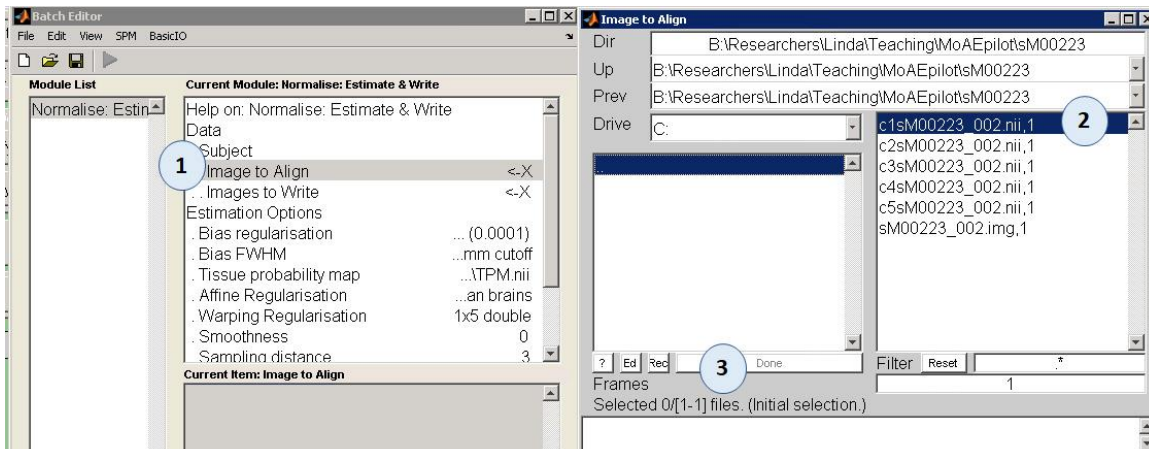 Batch Editor
File Edit View SPM BasicIO
Module List
Normalise: Estin
Current Module: Normalise: Estimate & Write
Help on: Normalise: Estimate & Write
Data
Subject
1
Image to Align <-X
. . Images to Write <-X
Estimation Options
. Bias regularisation ... (0.0001)
. Bias FWHM ...mm cutoff
. Tissue probability map ...\TPM.nii
. Affine Regularisation ...an brains
. Warping Regularisation 1x5 double
. Smoothness 0
. Sampling distance 3
Current Item: Image to Align
Image to Align
Dir B:\Researchers\Linda\Teaching\MoAEpilot\sM00223
Up B:\Researchers\Linda\Teaching\MoAEpilot\sM00223
Prev B:\Researchers\Linda\Teaching\MoAEpilot\sM00223
Drive C:
..
c1sM00223_002.nii,1
2
c2sM00223_002.nii,1
c3sM00223_002.nii,1
c4sM00223_002.nii,1
c5sM00223_002.nii,1
sM00223_002.img,1
? Ed Rec Done
3
Filter Reset .*
Frames 1
Selected 0/[1-1] files. (Initial selection.)